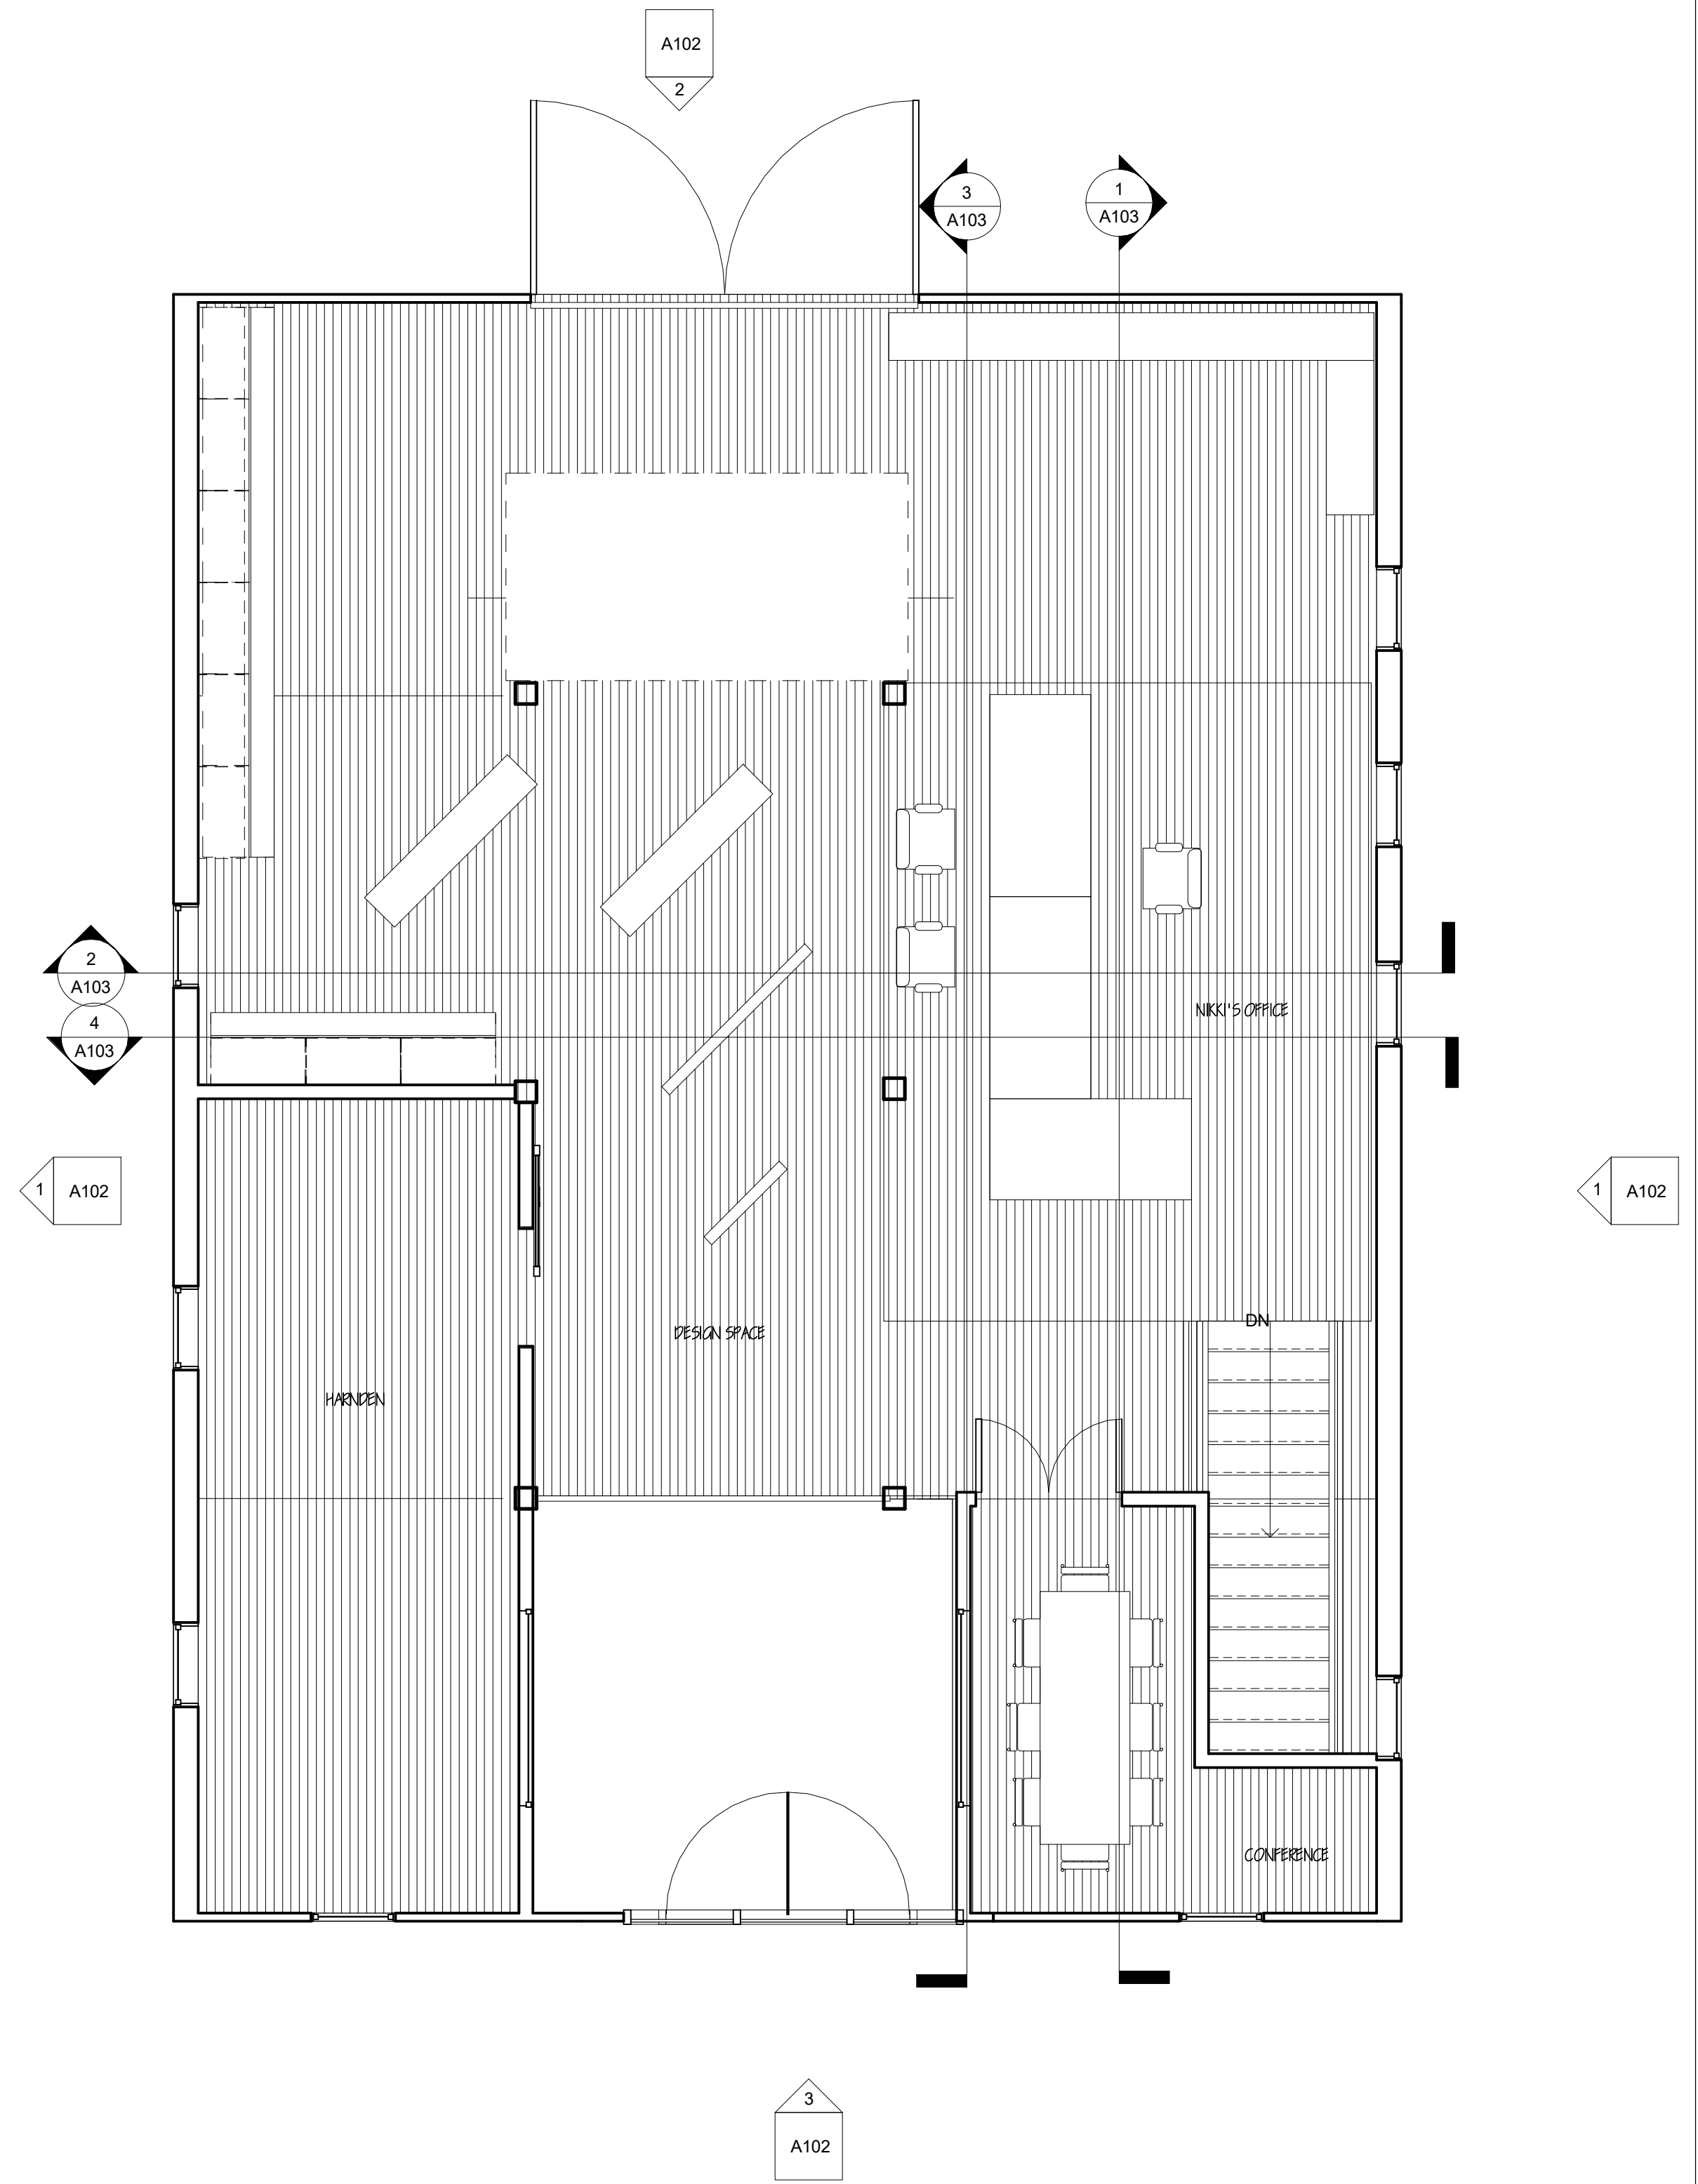 A102
2
3
A103
1
A103
2
A103
NIKKI'S OFFICE
4
A103
1
A102
1
A102
DN
DESIGN SPACE
HARNDEN
CONFERENCE
3
A102